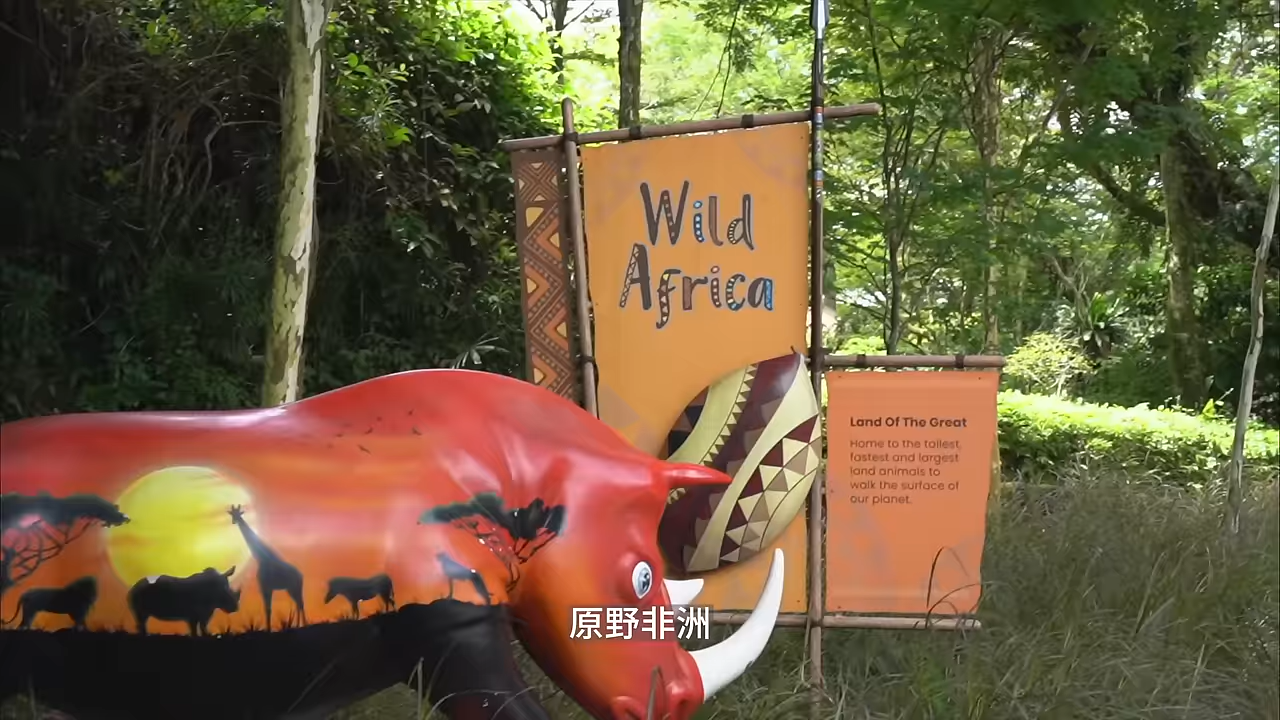 Wild
Africa
Land Of The Great
Home to the tallest,
fastest and largest
land animals to
walk the surface of
our planet.
原野非洲